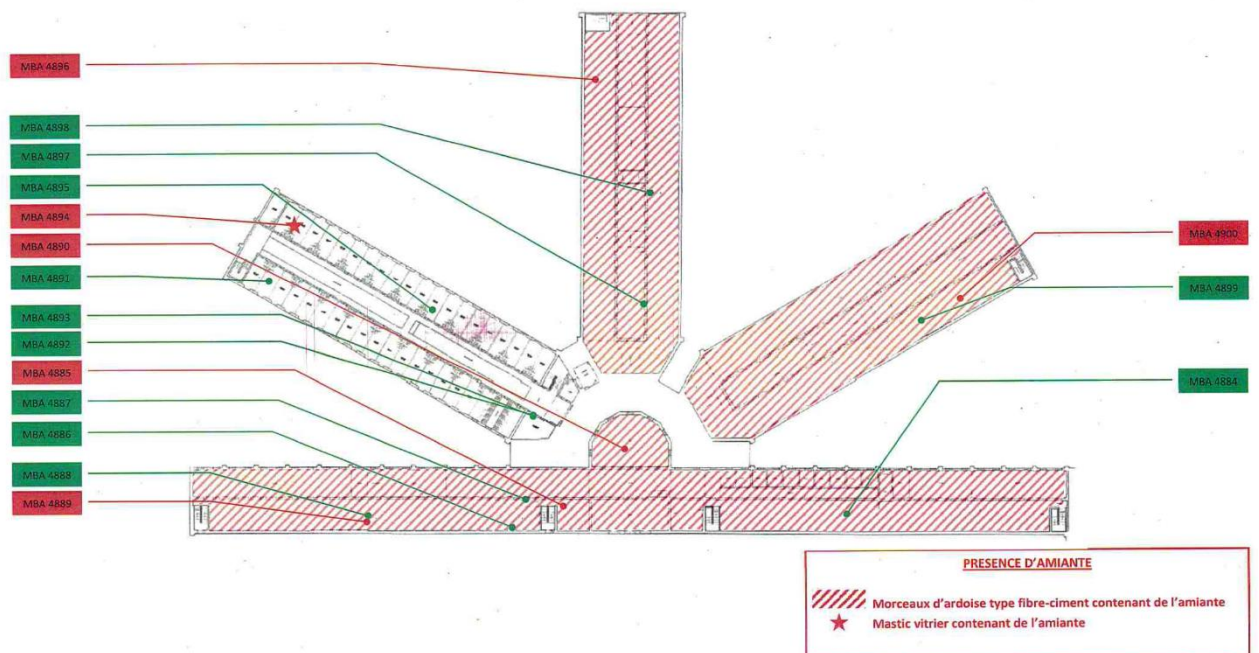 MBA 4896
MBA 4898
MBA 4897
MBA 4895
MBA 4894
MBA 4890
MBA 4891
MBA 4893
MBA 4892
MBA 4885
MBA 4887
MBA 4886
MBA 4888
MBA 4889
MBA 4900
MBA 4899
MBA 4884
PRESENCE D'AMIANTE
Morceaux d'ardoise type fibre-ciment contenant de l'amiante
Mastic vitrier contenant de l'amiante